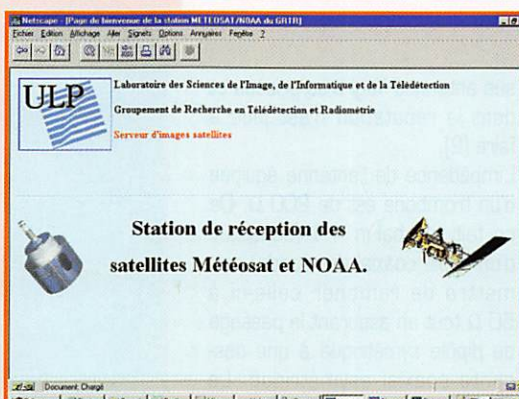 Netscape - [Page de bienvenue de la station METEOSAT/NOAA du GRTR]
Fichier Edition Affichage Aller Signets Options Annuaires Fenêtre ?
ULP
Laboratoire des Sciences de l'Image, de l'Informatique et de la Télédétection
Groupement de Recherche en Télédétection et Radiométrie
Serveur d'images satellites
Station de réception des
satellites Météosat et NOAA.
Document: Chargé